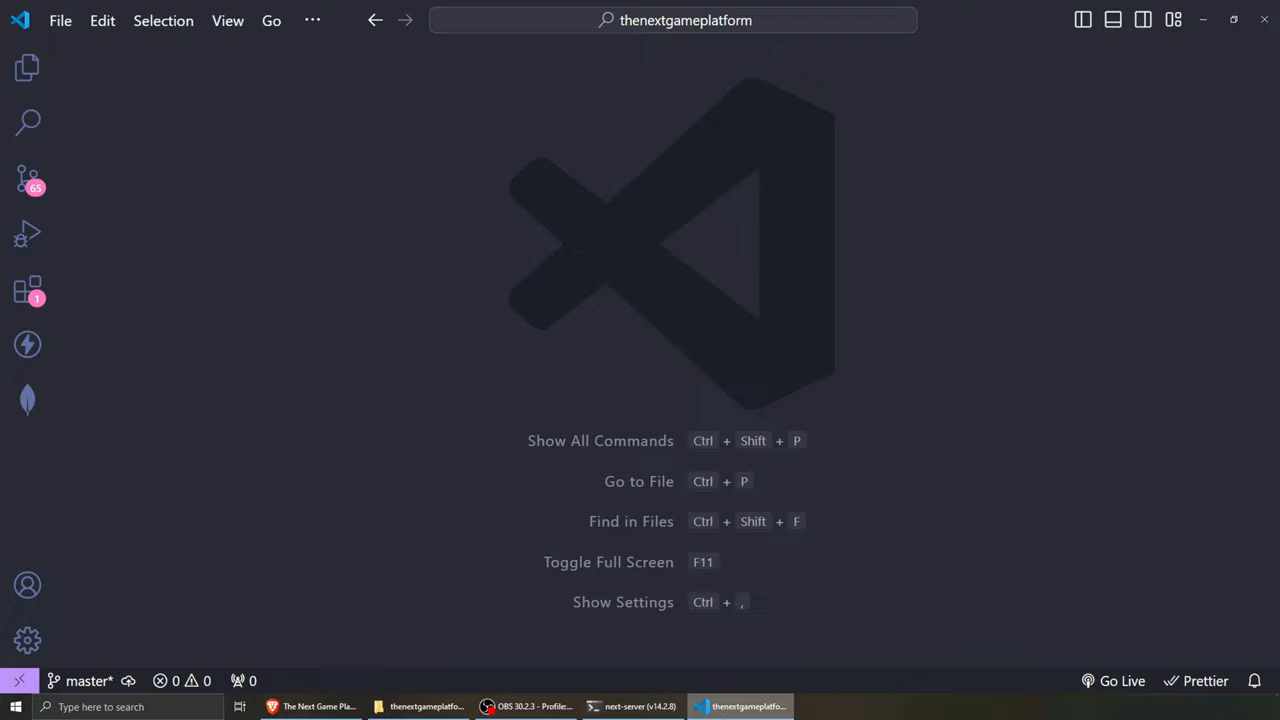 File Edit Selection View Go ···
thenextgameplatform
65
1
Show All Commands Ctrl + Shift + P
Go to File Ctrl + P
Find in Files Ctrl + Shift + F
Toggle Full Screen F11
Show Settings Ctrl + ,
master* 0 0 0 Go Live Prettier
Type here to search The Next Game Pla... thenextgameplatfo... OBS 30.2.3 - Profile:... next-server (v14.2.8) thenextgameplatfo...